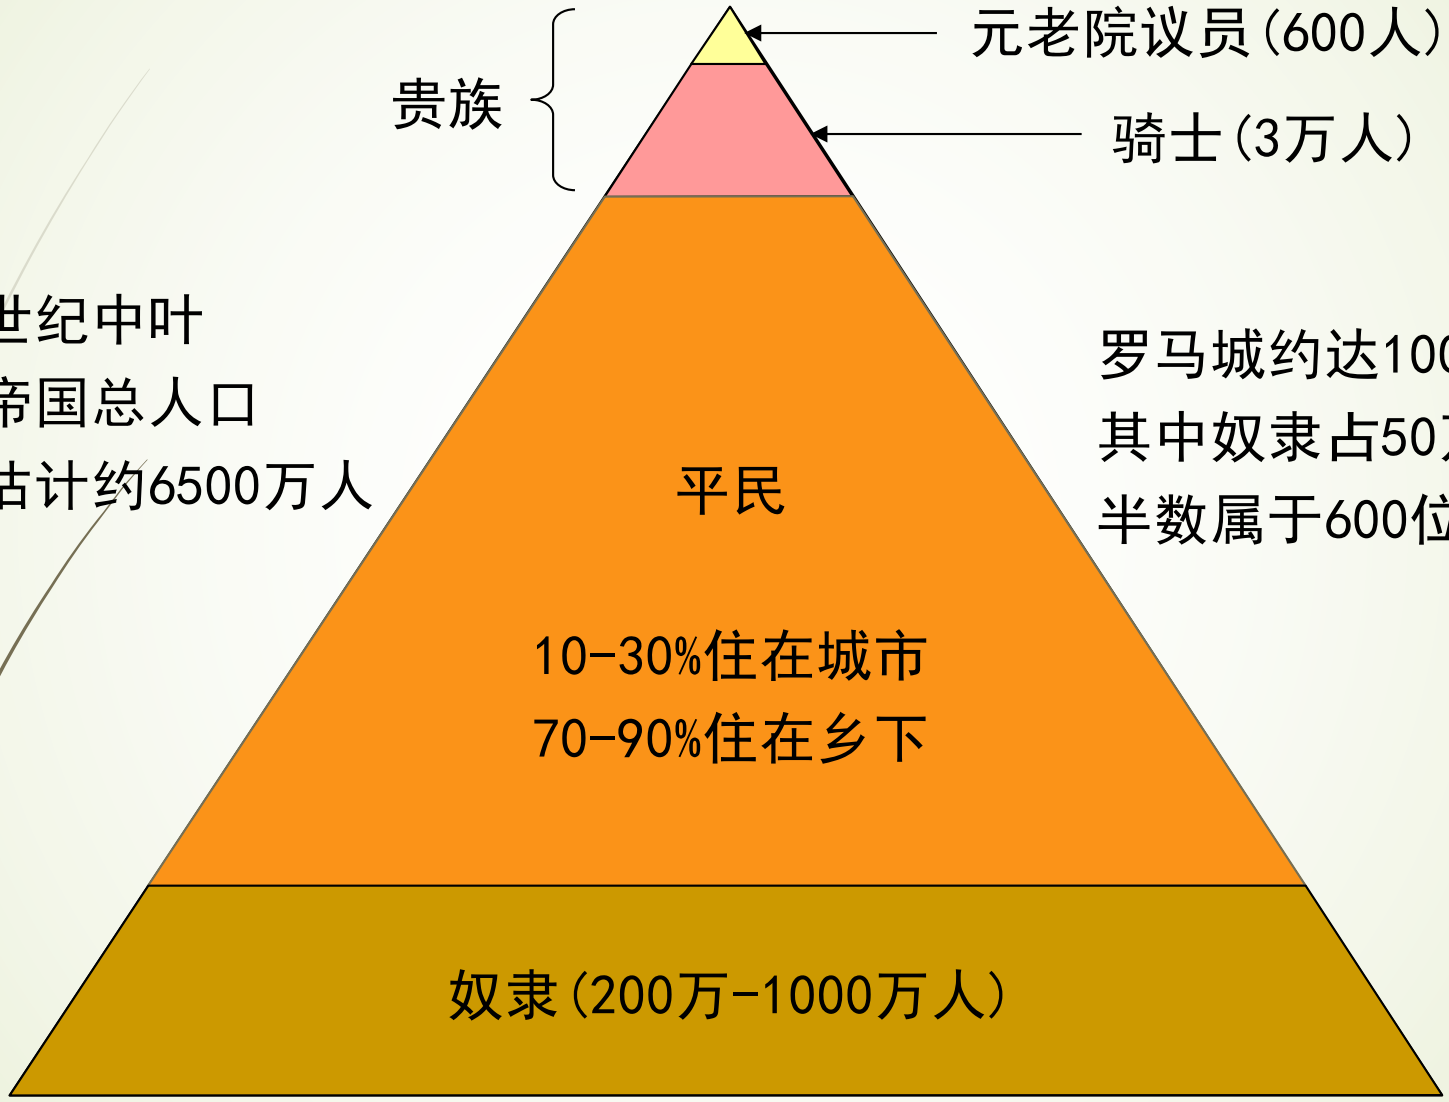 元老院议员(600人)
贵族
骑士(3万人)
世纪中叶
帝国总人口
估计约6500万人
罗马城约达100
其中奴隶占50万
半数属于600位
平民
10-30%住在城市
70-90%住在乡下
奴隶(200万-1000万人)